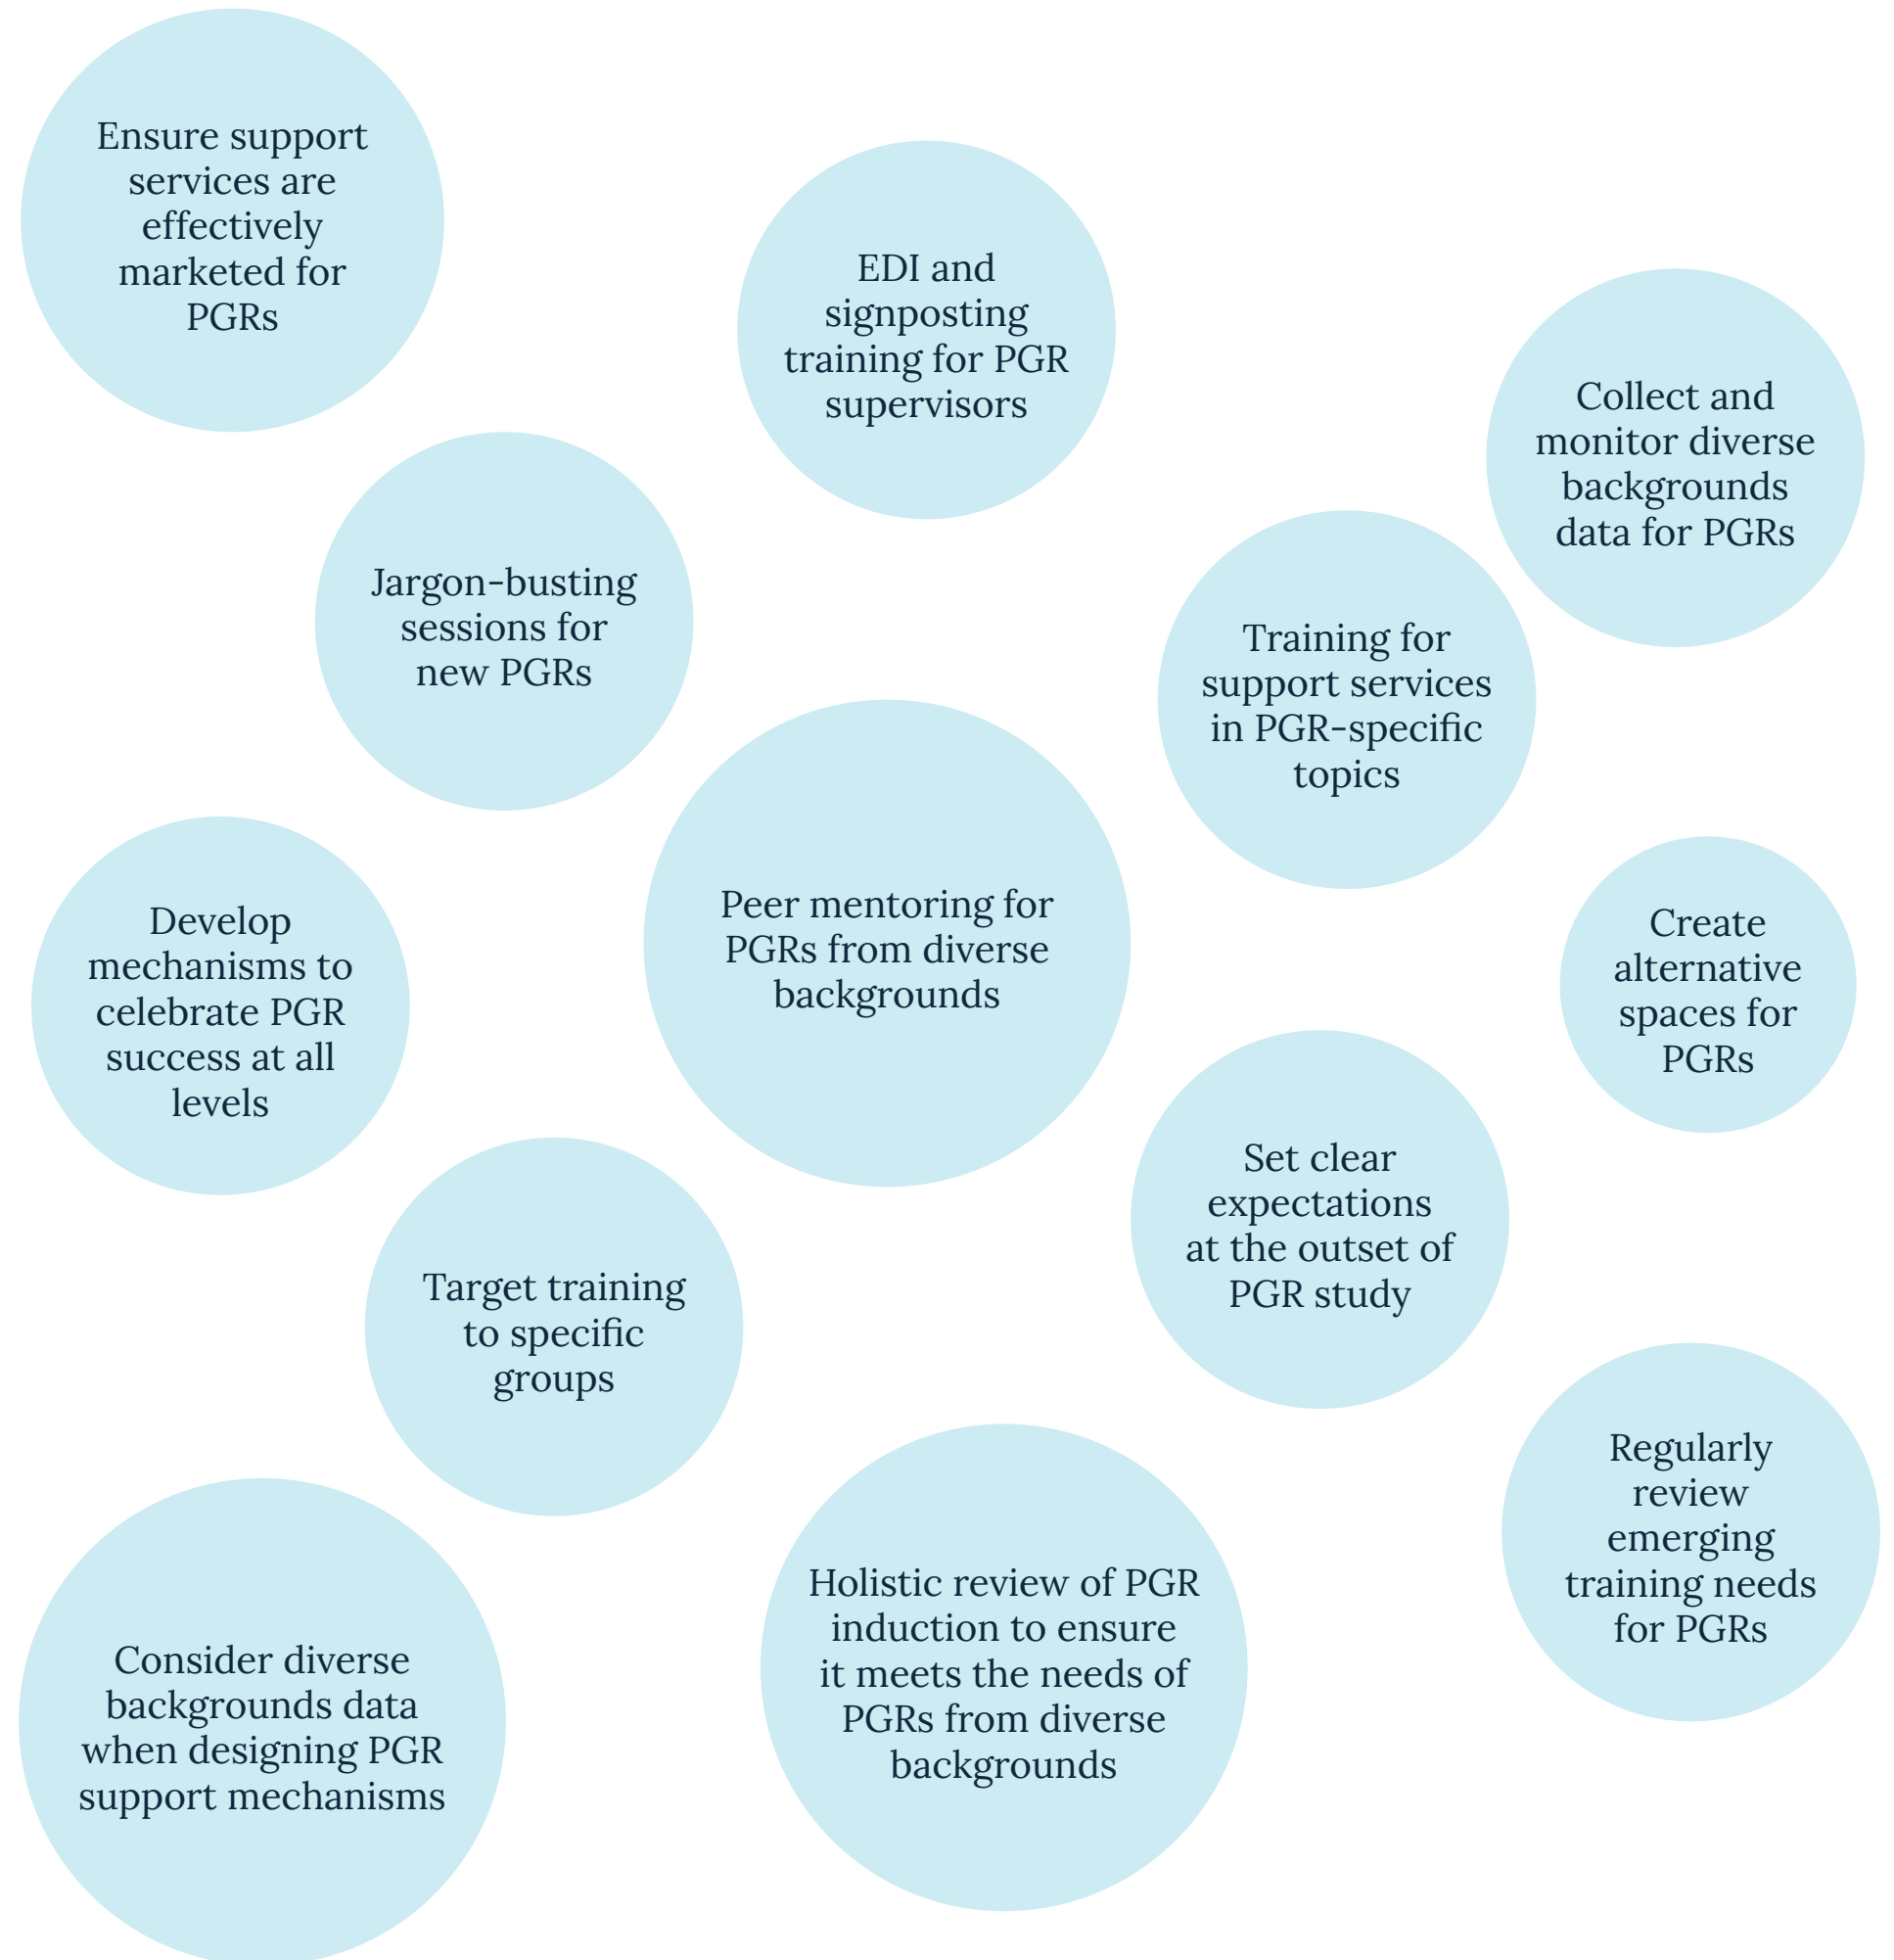 Ensure support
services are
effectively
marketed for
PGRs
EDI and
signposting
training for PGR
supervisors
Collect and
monitor diverse
backgrounds
data for PGRs
Jargon-busting
sessions for
new PGRs
Training for
support services
in PGR-specific
topics
Peer mentoring for
PGRs from diverse
backgrounds
Develop
mechanisms to
celebrate PGR
success at all
levels
Create
alternative
spaces for
PGRs
Set clear
expectations
at the outset of
PGR study
Target training
to specific
groups
Regularly
review
emerging
training needs
for PGRs
Holistic review of PGR
induction to ensure
it meets the needs of
PGRs from diverse
backgrounds
Consider diverse
backgrounds data
when designing PGR
support mechanisms